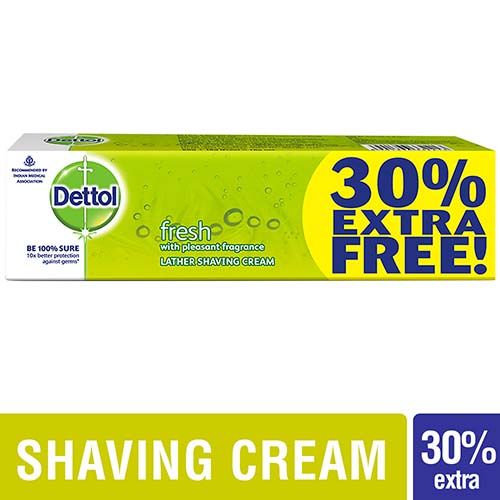 RECOMMENDED BY
INDIAN MEDICAL
ASSOCIATION
Dettol
BE 100% SURE
10x better protection
against germs*
fresh
with pleasant fragrance
LATHER SHAVING CREAM
30%
EXTRA
FREE!
SHAVING CREAM
30%
extra